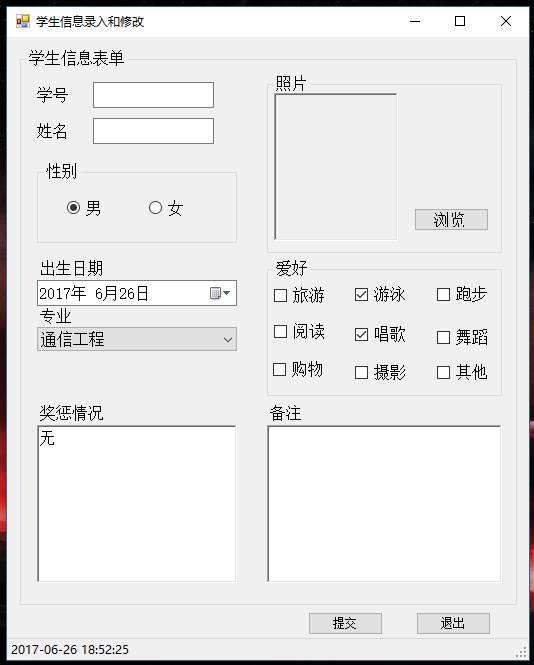 学生信息录入和修改
学生信息表单
学号
姓名
性别
男 女
出生日期
2017年 6月26日
专业
通信工程
照片
浏览
爱好
旅游 游泳 跑步
阅读 唱歌 舞蹈
购物 摄影 其他
奖惩情况
无
备注
提交 退出
2017-06-26 18:52:25